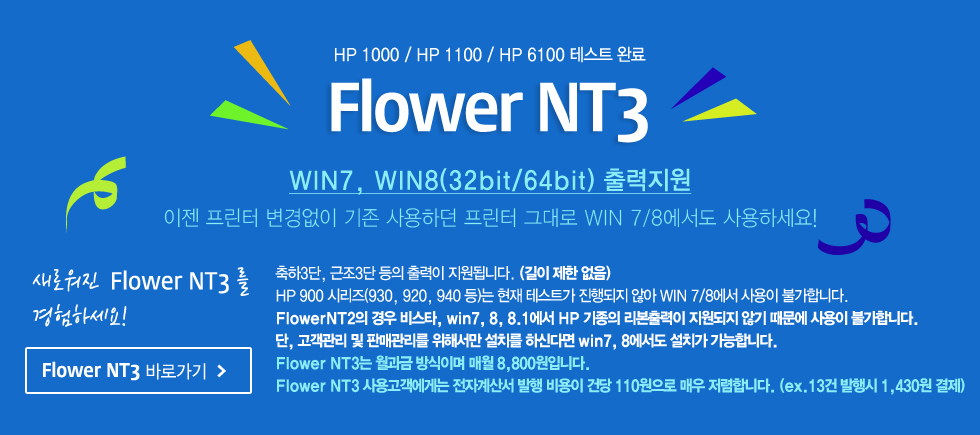 HP 1000 / HP 1100 / HP 6100 테스트 완료
Flower NT3
WIN7, WIN8(32bit/64bit) 출력지원
이젠 프린터 변경없이 기존 사용하던 프린터 그대로 WIN 7/8에서도 사용하세요!
새로워진 Flower NT3를
경험하세요!
Flower NT3 바로가기 >
축하3단, 근조3단 등의 출력이 지원됩니다. (길이 제한 없음)
HP 900 시리즈(930, 920, 940 등)는 현재 테스트가 진행되지 않아 WIN 7/8에서 사용이 불가합니다.
FlowerNT2의 경우 비스타, win7, 8, 8.1에서 HP 기종의 리본출력이 지원되지 않기 때문에 사용이 불가합니다.
단, 고객관리 및 판매관리를 위해서만 설치를 하신다면 win7, 8에서도 설치가 가능합니다.
Flower NT3는 월과금 방식이며 매월 8,800원입니다.
Flower NT3 사용고객에게는 전자계산서 발행 비용이 건당 110원으로 매우 저렴합니다. (ex.13건 발행시 1,430원 결제)